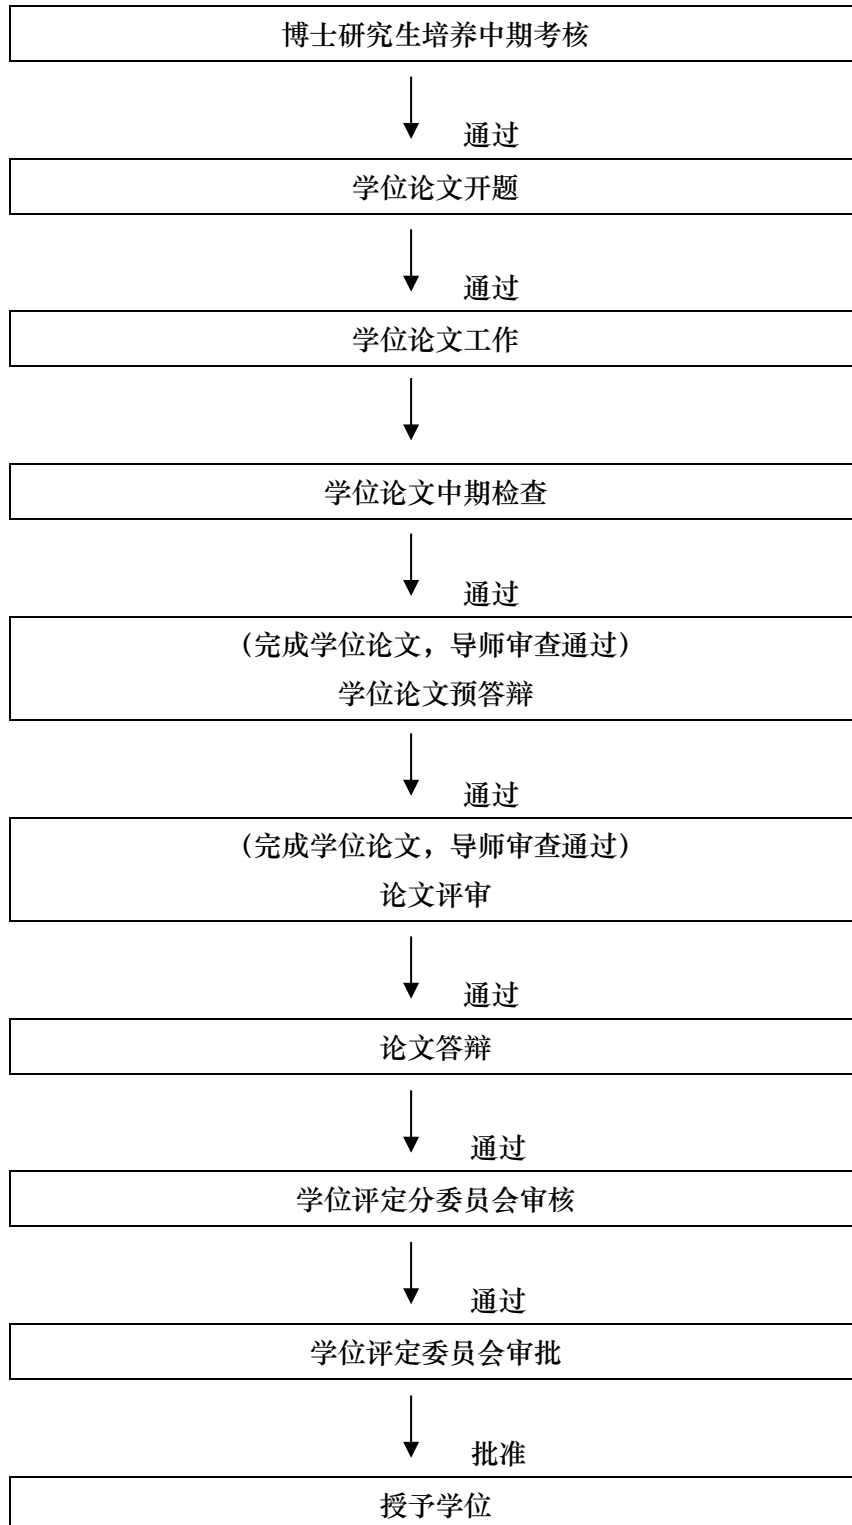 博士研究生培养中期考核
通过
学位论文开题
通过
学位论文工作
学位论文中期检查
通过
(完成学位论文，导师审查通过)
学位论文预答辩
通过
(完成学位论文，导师审查通过)
论文评审
通过
论文答辩
通过
学位评定分委员会审核
通过
学位评定委员会审批
批准
授予学位